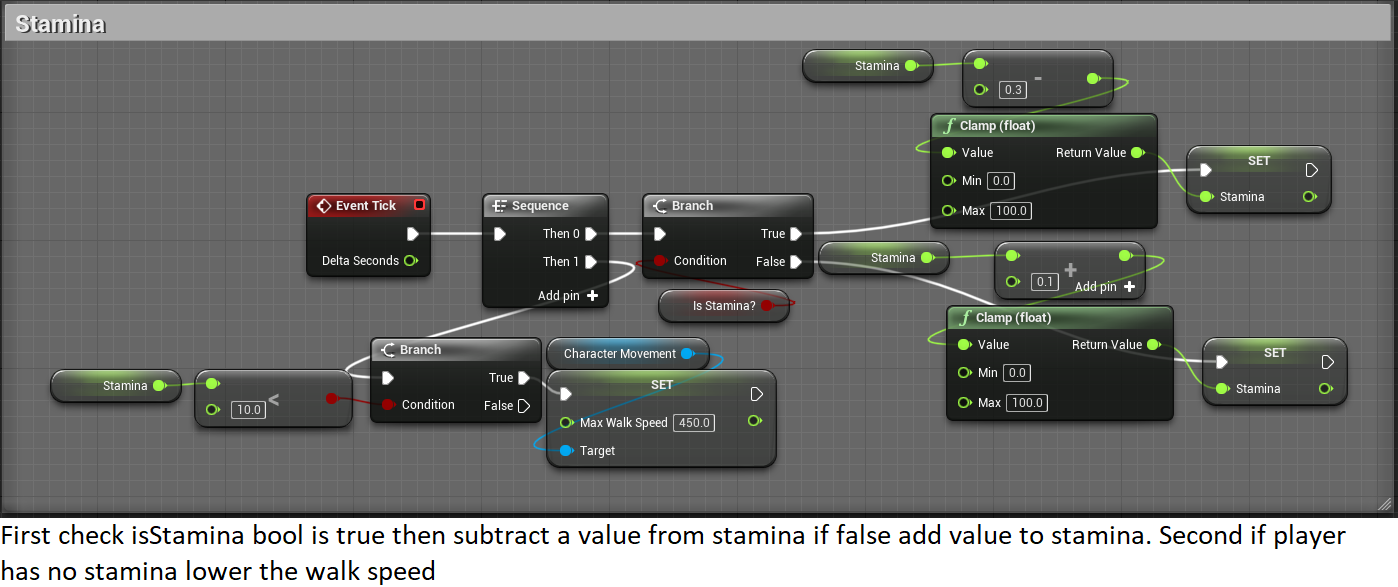 Stamina
Stamina
-
0.3
Clamp (float)
Value
Return Value
Min 0.0
Max 100.0
SET
Stamina
Event Tick
Delta Seconds
Sequence
Then 0
Then 1
Add pin +
Branch
True
Condition
False
Is Stamina?
Stamina
+
0.1
Add pin +
Clamp (float)
Value
Return Value
Min 0.0
Max 100.0
SET
Stamina
Stamina
<
10.0
Branch
True
Condition
False
Character Movement
SET
Max Walk Speed 450.0
Target
First check isStamina bool is true then subtract a value from stamina if false add value to stamina. Second if player
has no stamina lower the walk speed